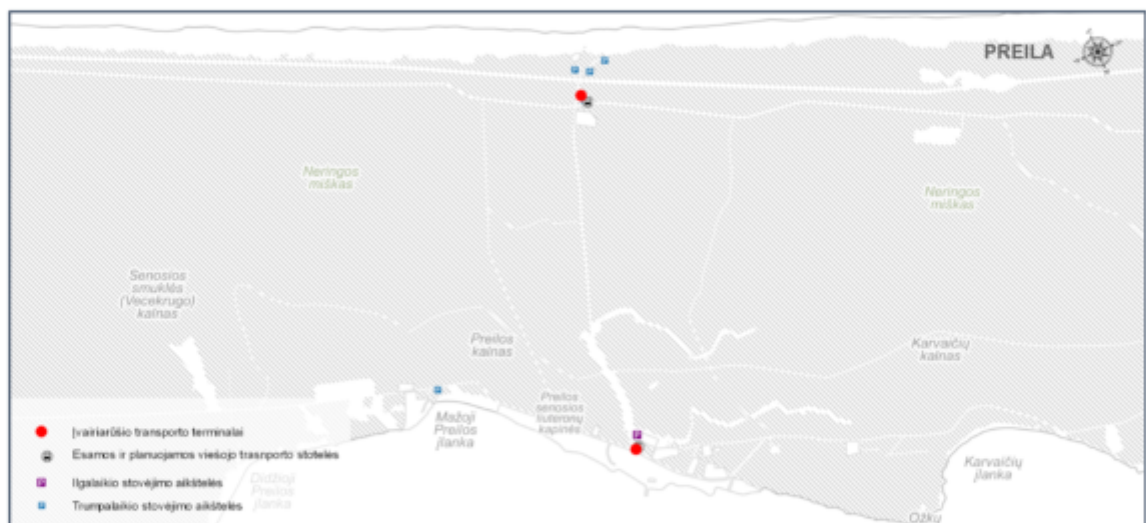 PREILA
Neringos
miškas
Neringos
miškas
Senosios
smuklės
(Vecekrugo)
kalnas
Preilos
kalnas
Karvaičių
kalnas
Mažoji
Preilos
įlanka
Preilos
senosios
liuteronų
kapinės
Karvaičių
įlanka
Didžioji
Preilos
įlanka
Ožkų
Įvairiarūšio transporto terminalai
Esamos ir planuojamos viešojo trasnporto stotelės
Ilgalaikio stovėjimo aikštelės
Trumpalaikio stovėjimo aikštelės